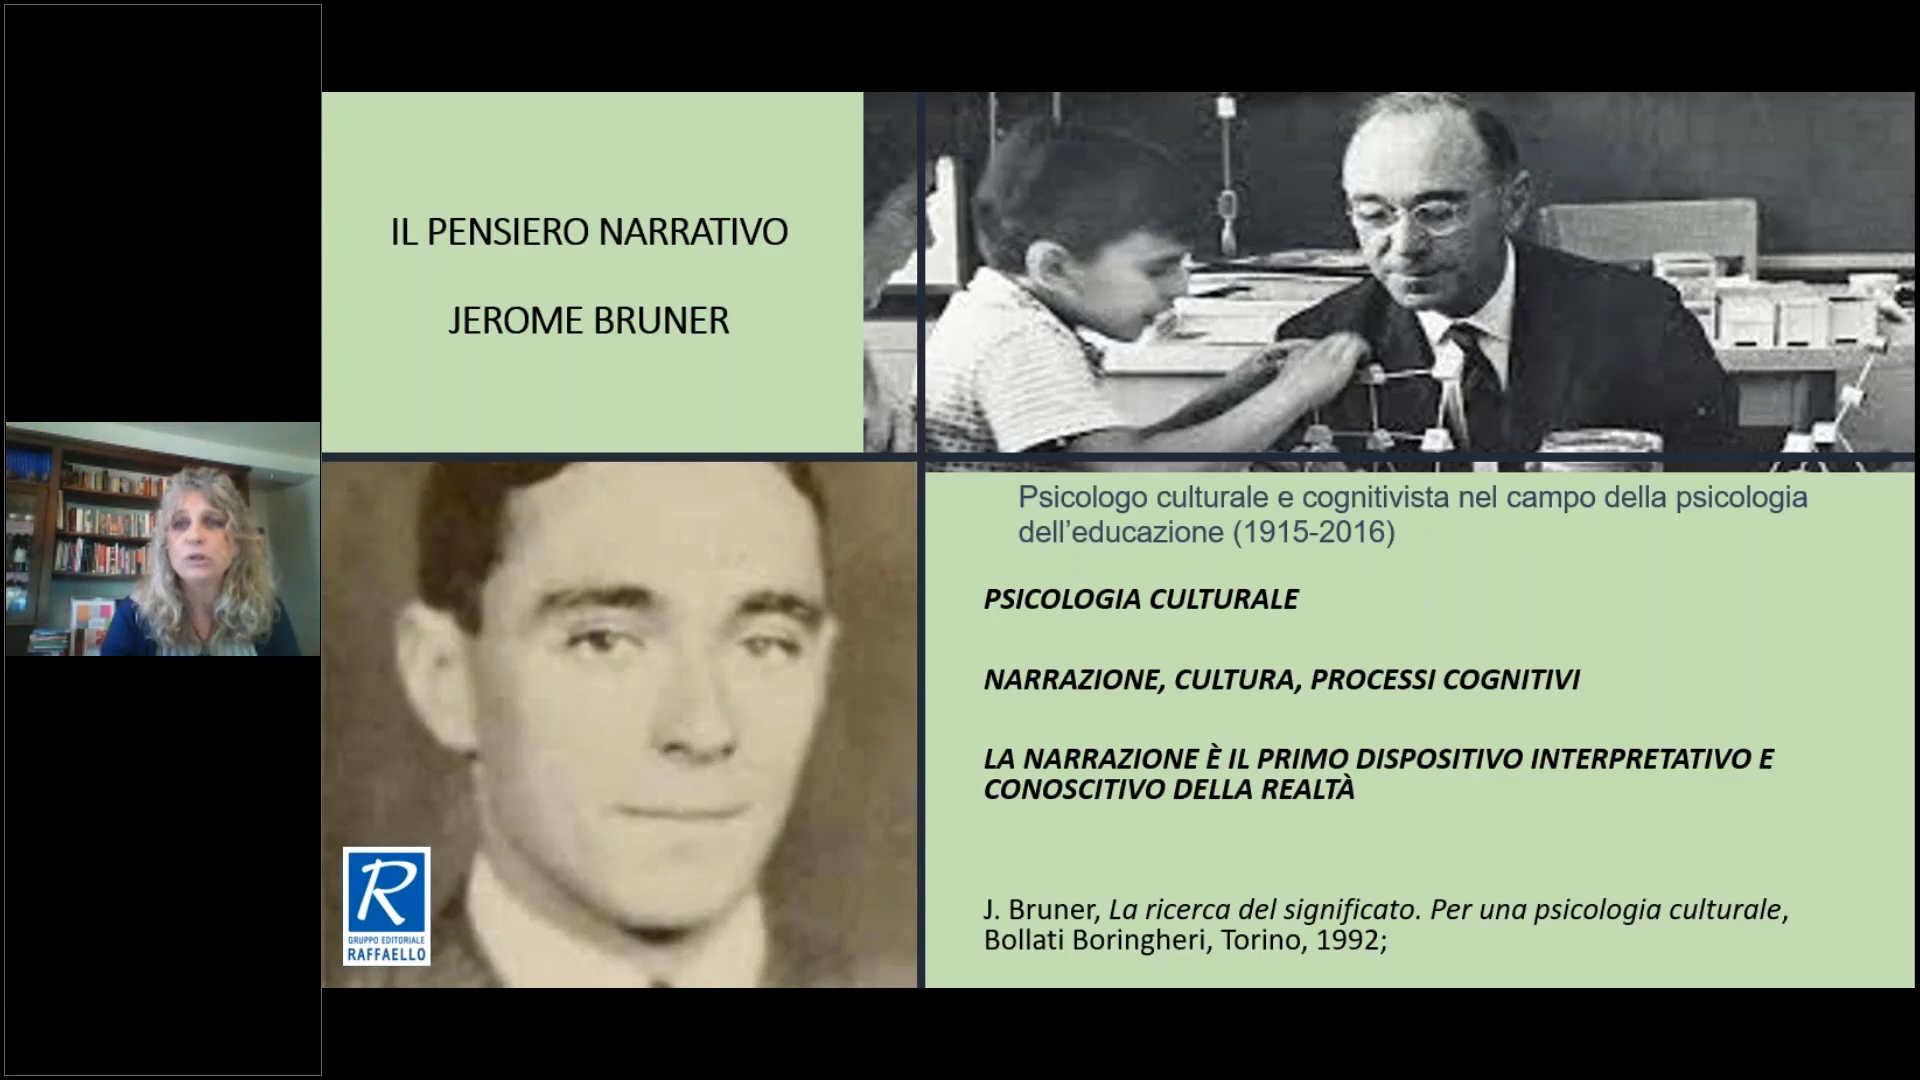 IL PENSIERO NARRATIVO
JEROME BRUNER
Psicologo culturale e cognitivista nel campo della psicologia
dell’educazione (1915-2016)
PSICOLOGIA CULTURALE
NARRAZIONE, CULTURA, PROCESSI COGNITIVI
LA NARRAZIONE È IL PRIMO DISPOSITIVO INTERPRETATIVO E
CONOSCITIVO DELLA REALTÀ
J. Bruner, La ricerca del significato. Per una psicologia culturale,
Bollati Boringheri, Torino, 1992;
R
GRUPPO EDITORIALE
RAFFAELLO